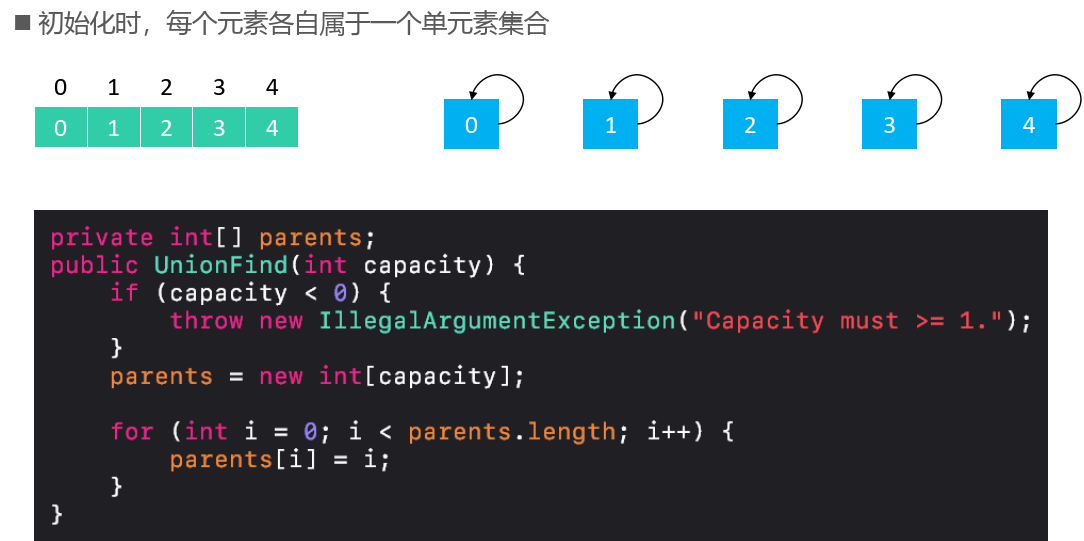 ■ 初始化时，每个元素各自属于一个单元素集合
0 1 2 3 4
0 1 2 3 4
0 1 2 3 4
private int[] parents;
public UnionFind(int capacity) {
    if (capacity < 0) {
        throw new IllegalArgumentException("Capacity must >= 1.");
    }
    parents = new int[capacity];

    for (int i = 0; i < parents.length; i++) {
        parents[i] = i;
    }
}